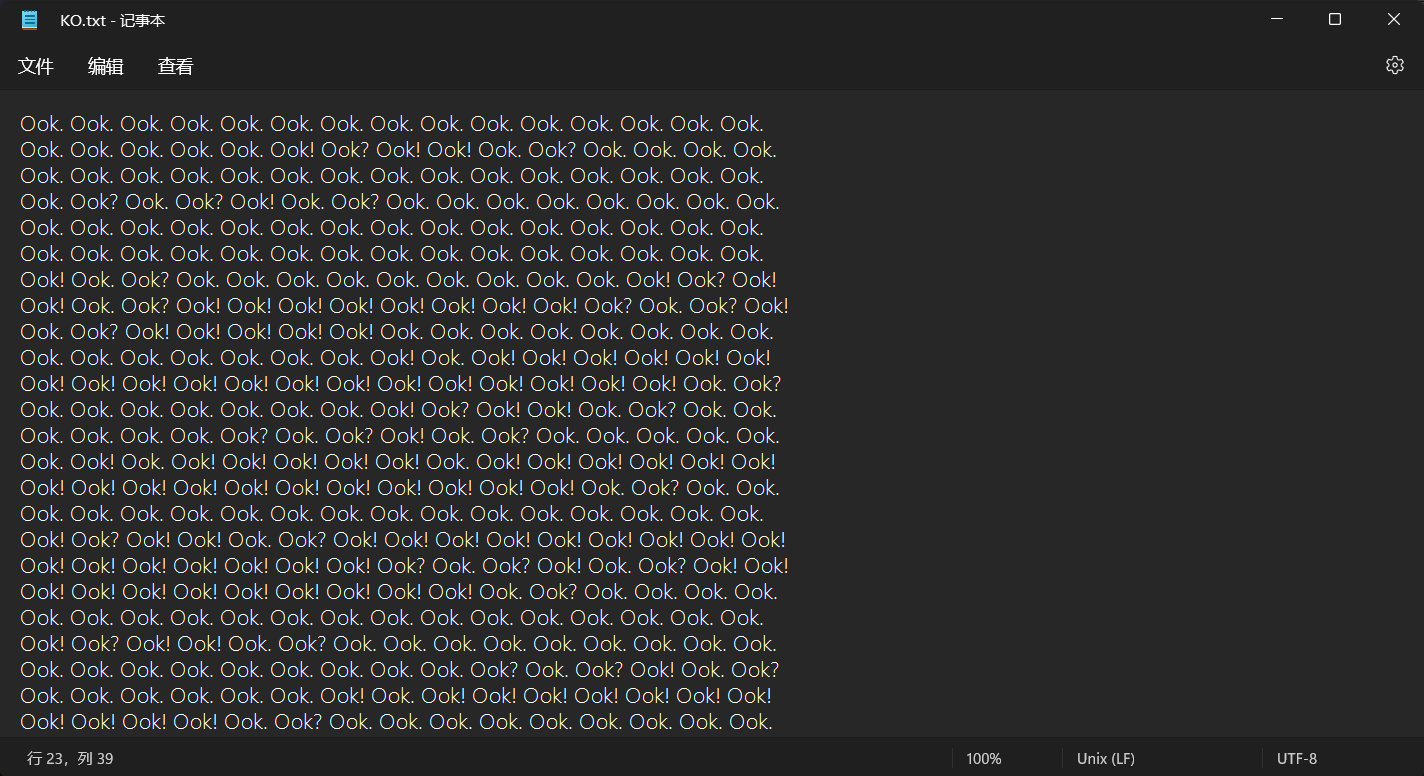 KO.txt - 记事本
文件 编辑 查看
Ook. Ook. Ook. Ook. Ook. Ook. Ook. Ook. Ook. Ook. Ook. Ook. Ook. Ook. Ook.
Ook. Ook. Ook. Ook. Ook. Ook! Ook? Ook! Ook! Ook. Ook? Ook. Ook. Ook. Ook.
Ook. Ook. Ook. Ook. Ook. Ook. Ook. Ook. Ook. Ook. Ook. Ook. Ook. Ook. Ook.
Ook. Ook? Ook. Ook? Ook! Ook. Ook? Ook. Ook. Ook. Ook. Ook. Ook. Ook. Ook.
Ook. Ook. Ook. Ook. Ook. Ook. Ook. Ook. Ook. Ook. Ook. Ook. Ook. Ook. Ook.
Ook. Ook. Ook. Ook. Ook. Ook. Ook. Ook. Ook. Ook. Ook. Ook. Ook. Ook. Ook.
Ook! Ook. Ook? Ook. Ook. Ook. Ook. Ook. Ook. Ook. Ook. Ook. Ook! Ook? Ook!
Ook! Ook. Ook? Ook! Ook! Ook! Ook! Ook! Ook! Ook! Ook! Ook? Ook. Ook? Ook!
Ook. Ook? Ook! Ook! Ook! Ook! Ook! Ook. Ook. Ook. Ook. Ook. Ook. Ook. Ook.
Ook. Ook. Ook. Ook. Ook. Ook. Ook. Ook! Ook. Ook! Ook! Ook! Ook! Ook! Ook!
Ook! Ook! Ook! Ook! Ook! Ook! Ook! Ook! Ook! Ook! Ook! Ook! Ook! Ook. Ook?
Ook. Ook. Ook. Ook. Ook. Ook. Ook. Ook! Ook? Ook! Ook! Ook. Ook? Ook. Ook.
Ook. Ook. Ook. Ook. Ook? Ook. Ook? Ook! Ook. Ook? Ook. Ook. Ook. Ook. Ook.
Ook. Ook! Ook. Ook! Ook! Ook! Ook! Ook! Ook. Ook! Ook! Ook! Ook! Ook! Ook!
Ook! Ook! Ook! Ook! Ook! Ook! Ook! Ook! Ook! Ook! Ook! Ook. Ook? Ook. Ook.
Ook. Ook. Ook. Ook. Ook. Ook. Ook. Ook. Ook. Ook. Ook. Ook. Ook. Ook. Ook.
Ook! Ook? Ook! Ook! Ook. Ook? Ook! Ook! Ook! Ook! Ook! Ook! Ook! Ook! Ook!
Ook! Ook! Ook! Ook! Ook! Ook! Ook! Ook? Ook. Ook? Ook! Ook. Ook? Ook! Ook!
Ook! Ook! Ook! Ook! Ook! Ook! Ook! Ook! Ook! Ook. Ook? Ook. Ook. Ook. Ook.
Ook. Ook. Ook. Ook. Ook. Ook. Ook. Ook. Ook. Ook. Ook. Ook. Ook. Ook. Ook.
Ook! Ook? Ook! Ook! Ook. Ook? Ook. Ook. Ook. Ook. Ook. Ook. Ook. Ook. Ook.
Ook. Ook. Ook. Ook. Ook. Ook. Ook. Ook. Ook. Ook? Ook. Ook? Ook! Ook. Ook?
Ook. Ook. Ook. Ook. Ook. Ook. Ook! Ook. Ook! Ook! Ook! Ook! Ook! Ook! Ook!
Ook! Ook! Ook! Ook! Ook. Ook? Ook. Ook. Ook. Ook. Ook. Ook. Ook. Ook. Ook.
行 23，列 39 100% Unix (LF) UTF-8